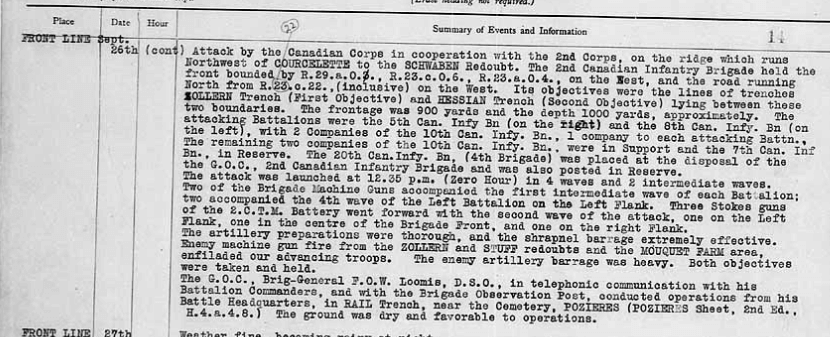 Place Date Hour Summary of Events and Information
22
14
FRONT LINE Sept.
26th (cont) Attack by the Canadian Corps in cooperation with the 2nd Corps, on the ridge which runs
Northwest of COURCELETTE to the SCHWABEN Redoubt. The 2nd Canadian Infantry Brigade held the
front bounded by R.29.a.0. , R.23.c.0.6., R.23.a.0.4., on the West, and the road running
North from R.23.c.22.,(inclusive) on the West. Its objectives were the lines of trenches
ZOLLERN Trench (First Objective) and HESSIAN Trench (Second Objective) lying between these
two boundaries. The frontage was 900 yards and the depth 1000 yards, approximately. The
attacking Battalions were the 5th Can. Infy Bn (on the right) and the 8th Can. Infy. Bn (on
the left), with 2 Companies of the 10th Can. Infy. Bn., 1 company to each attacking Battn.,
The remaining two companies of the 10th Can. Infy. Bn., were in Support and the 7th Can. Inf
Bn., in Reserve. The 20th Can.Infy. Bn, (4th Brigade) was placed at the disposal of the
the G.O.C., 2nd Canadian Infantry Brigade and was also posted in Reserve.
The attack was launched at 12.35 p.m. (Zero Hour) in 4 waves and 2 intermediate waves.
Two of the Brigade Machine Guns accompanied the first intermediate wave of each Battalion;
two accompanied the 4th wave of the Left Battalion on the Left Flank. Three Stokes guns
of the 2.C.T.M. Battery went forward with the second wave of the attack, one on the Left
Flank, one in the centre of the Brigade Front, and one on the right Flank.
The artillery preparations were thorough, and the shrapnel barrage extremely effective.
Enemy machine gun fire from the ZOLLERN and STUFF redoubts and the MOUQUET FARM area,
enfiladed our advancing troops. The enemy artillery barrage was heavy. Both objectives
were taken and held.
The G.O.C., Brig-General F.O.W. Loomis, D.S.O., in telephonic communication with his
Battalion Commanders, and with the Brigade Observation Post, conducted operations from his
Battle Headquarters, in RAIL Trench, near the Cemetery, POZIERES (POZIERES Sheet, 2nd Ed.,
H.4.a.4.8.) The ground was dry and favorable to operations.
FRONT LINE 27th